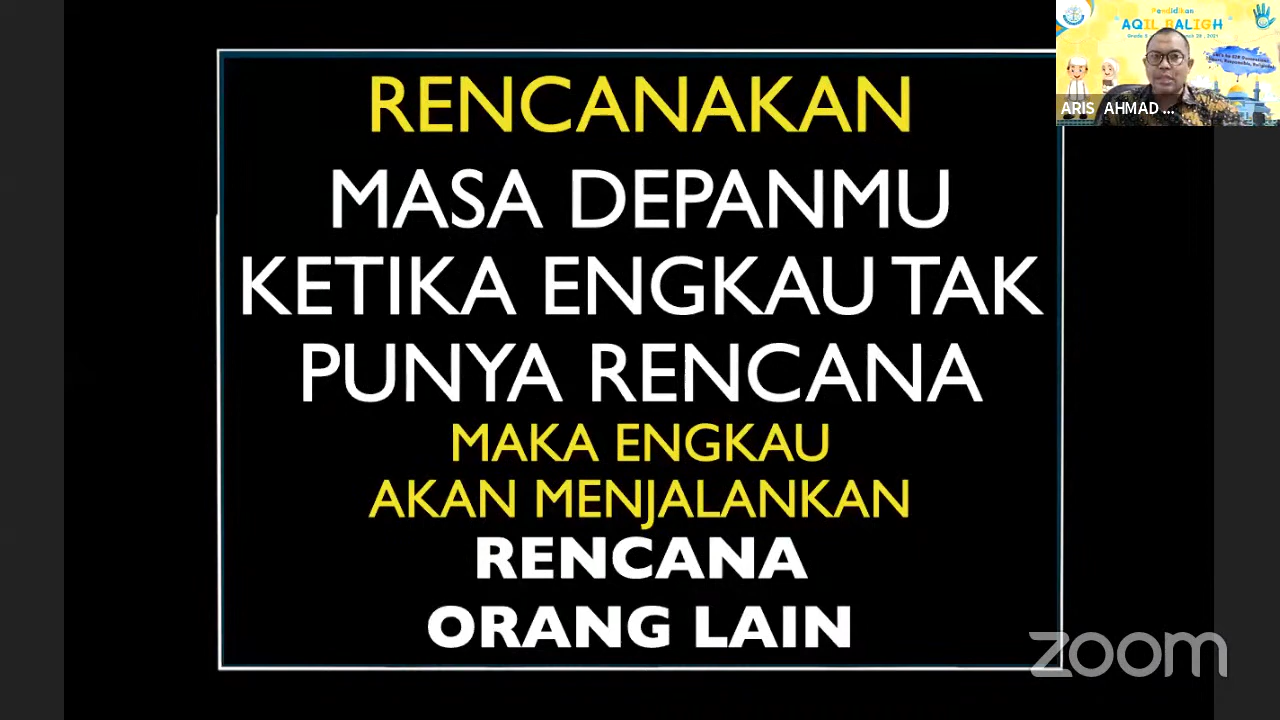 RENCANAKAN
MASA DEPANMU
KETIKA ENGKAU TAK
PUNYA RENCANA
MAKA ENGKAU
AKAN MENJALANKAN
RENCANA
ORANG LAIN
Pendidikan
AQIL BALIGH
ARIS AHMAD ...
zoom